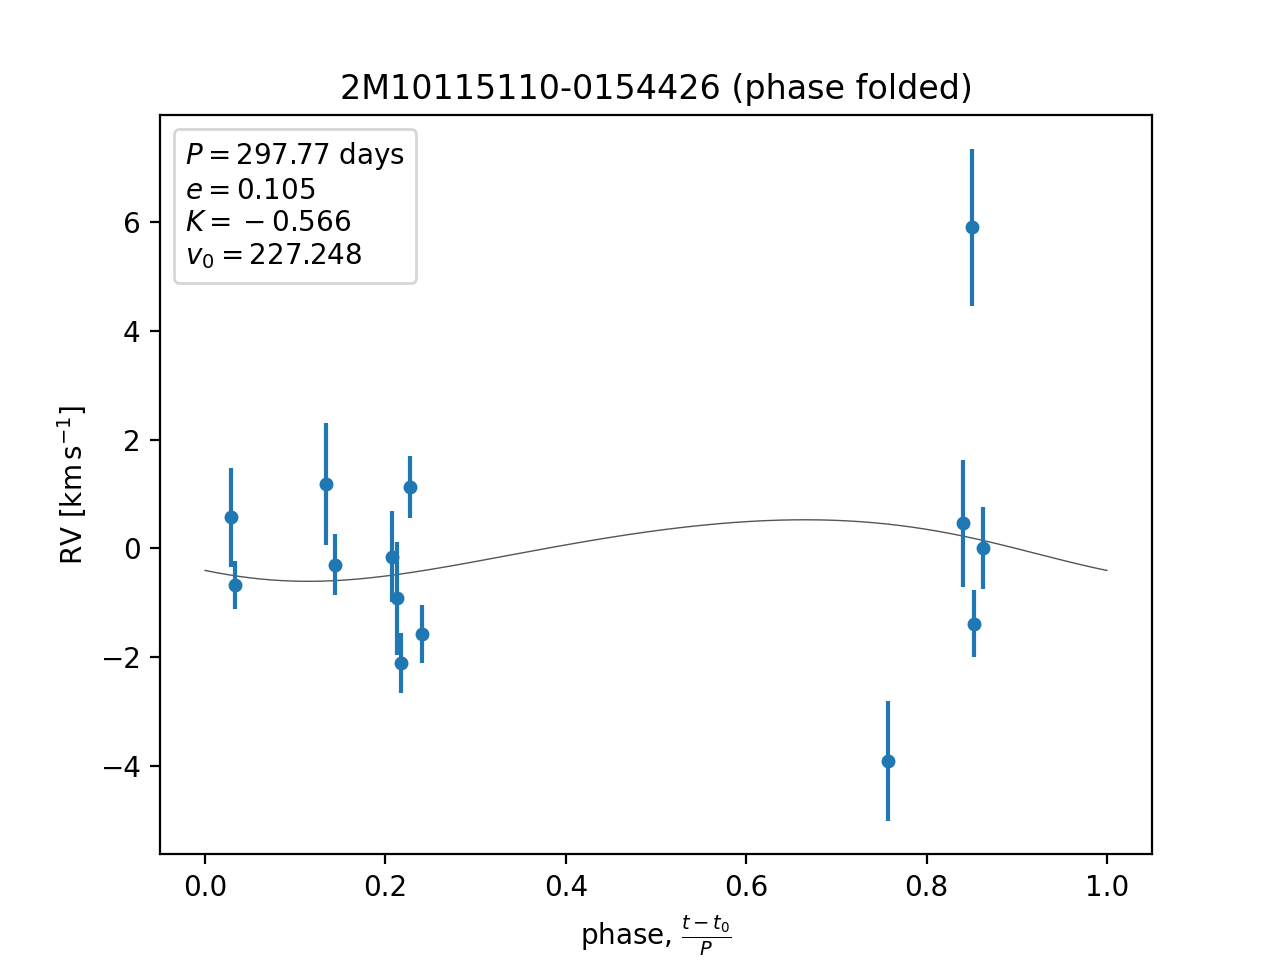 2M10115110-0154426 (phase folded)
P = 297.77 days
e = 0.105
K = −0.566
v₀ = 227.248
6
4
2
0
−2
−4
RV [km s⁻¹]
0.0 0.2 0.4 0.6 0.8 1.0
phase, (t − t₀)/P